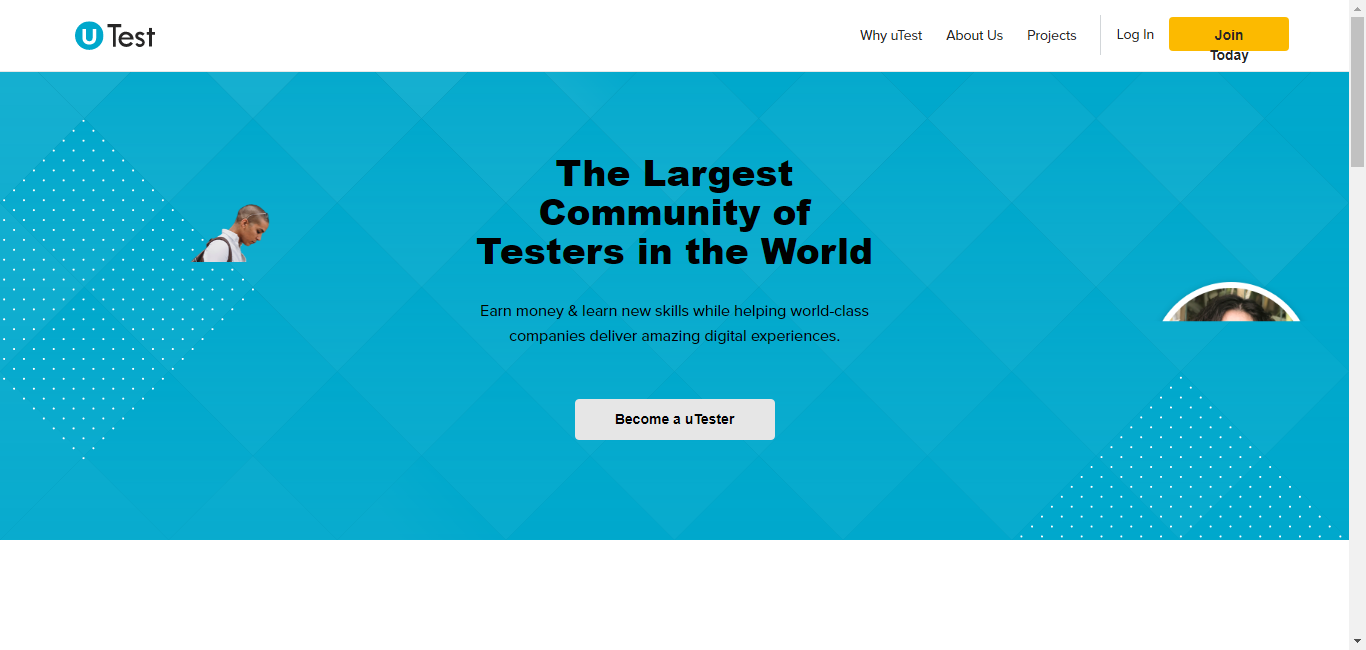 uTest
Why uTest
About Us
Projects
Log In
Join
Today
The Largest
Community of
Testers in the World
Earn money & learn new skills while helping world-class
companies deliver amazing digital experiences.
Become a uTester